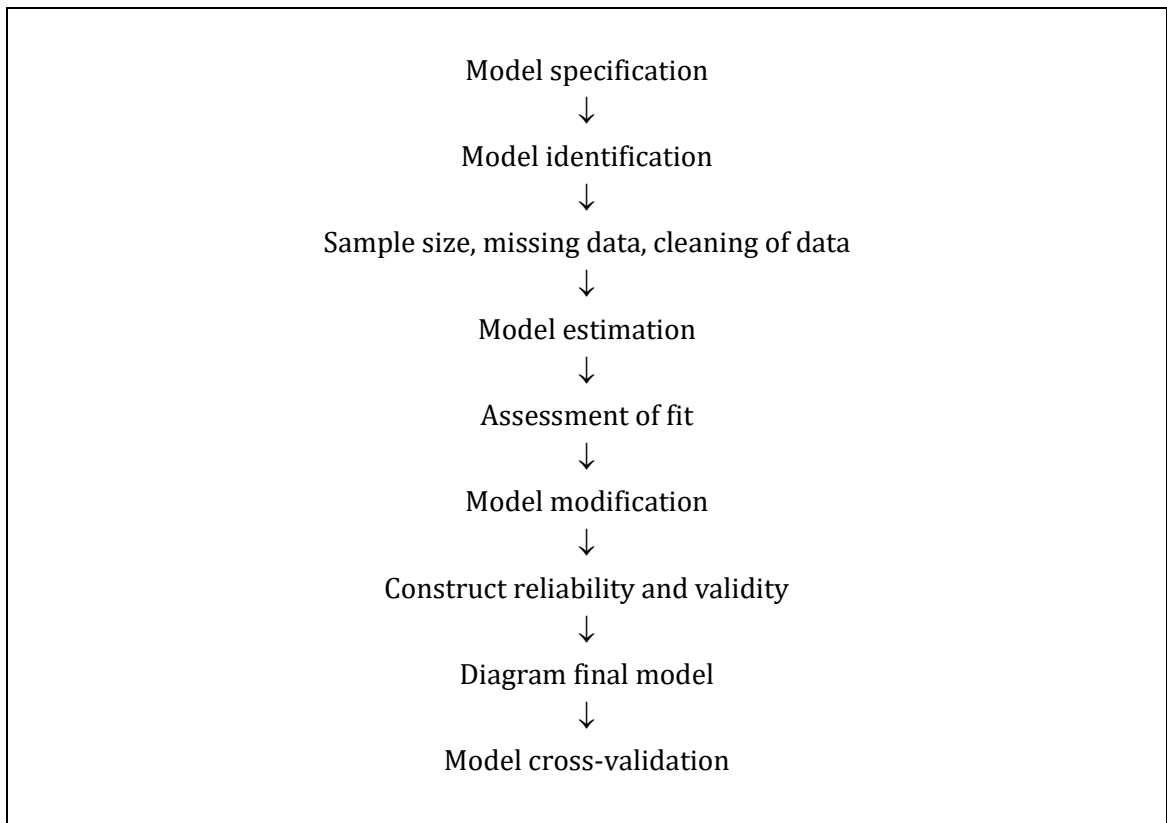 Model specification
↓
Model identification
↓
Sample size, missing data, cleaning of data
↓
Model estimation
↓
Assessment of fit
↓
Model modification
↓
Construct reliability and validity
↓
Diagram final model
↓
Model cross-validation